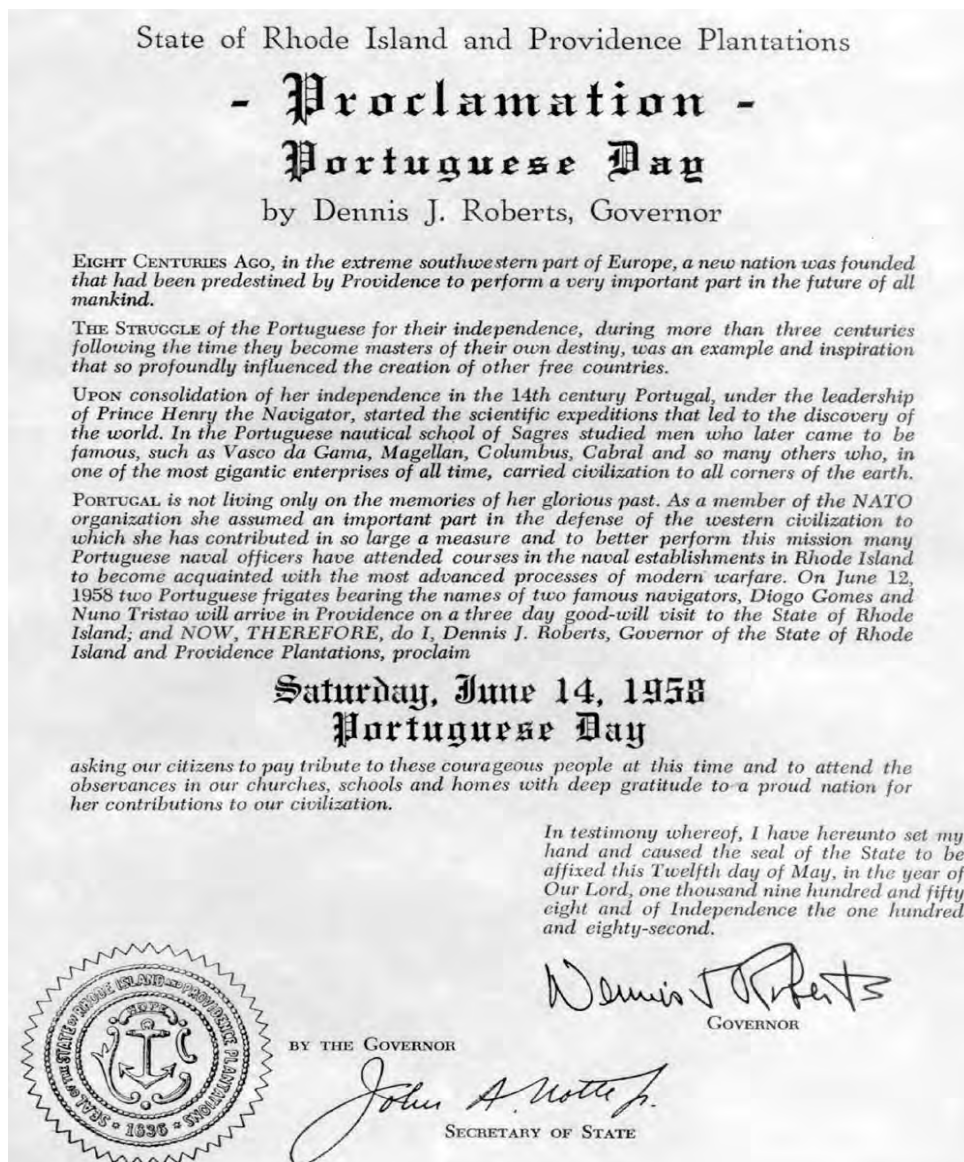 State of Rhode Island and Providence Plantations
- Proclamation -
Portuguese Day
by Dennis J. Roberts, Governor
EIGHT CENTURIES AGO, in the extreme southwestern part of Europe, a new nation was founded
that had been predestined by Providence to perform a very important part in the future of all
mankind.
THE STRUGGLE of the Portuguese for their independence, during more than three centuries
following the time they become masters of their own destiny, was an example and inspiration
that so profoundly influenced the creation of other free countries.
UPON consolidation of her independence in the 14th century Portugal, under the leadership
of Prince Henry the Navigator, started the scientific expeditions that led to the discovery of
the world. In the Portuguese nautical school of Sagres studied men who later came to be
famous, such as Vasco da Gama, Magellan, Columbus, Cabral and so many others who, in
one of the most gigantic enterprises of all time, carried civilization to all corners of the earth.
PORTUGAL is not living only on the memories of her glorious past. As a member of the NATO
organization she assumed an important part in the defense of the western civilization to
which she has contributed in so large a measure and to better perform this mission many
Portuguese naval officers have attended courses in the naval establishments in Rhode Island
to become acquainted with the most advanced processes of modern warfare. On June 12,
1958 two Portuguese frigates bearing the names of two famous navigators, Diogo Gomes and
Nuno Tristao will arrive in Providence on a three day good-will visit to the State of Rhode
Island; and NOW, THEREFORE, do I, Dennis J. Roberts, Governor of the State of Rhode
Island and Providence Plantations, proclaim
Saturday, June 14, 1958
Portuguese Day
asking our citizens to pay tribute to these courageous people at this time and to attend the
observances in our churches, schools and homes with deep gratitude to a proud nation for
her contributions to our civilization.
In testimony whereof, I have hereunto set my
hand and caused the seal of the State to be
affixed this Twelfth day of May, in the year of
Our Lord, one thousand nine hundred and fifty
eight and of Independence the one hundred
and eighty-second.
Dennis J Roberts
GOVERNOR
BY THE GOVERNOR
John A. Notte Jr.
SECRETARY OF STATE
SEAL OF THE STATE OF RHODE ISLAND AND PROVIDENCE PLANTATIONS
HOPE
1636